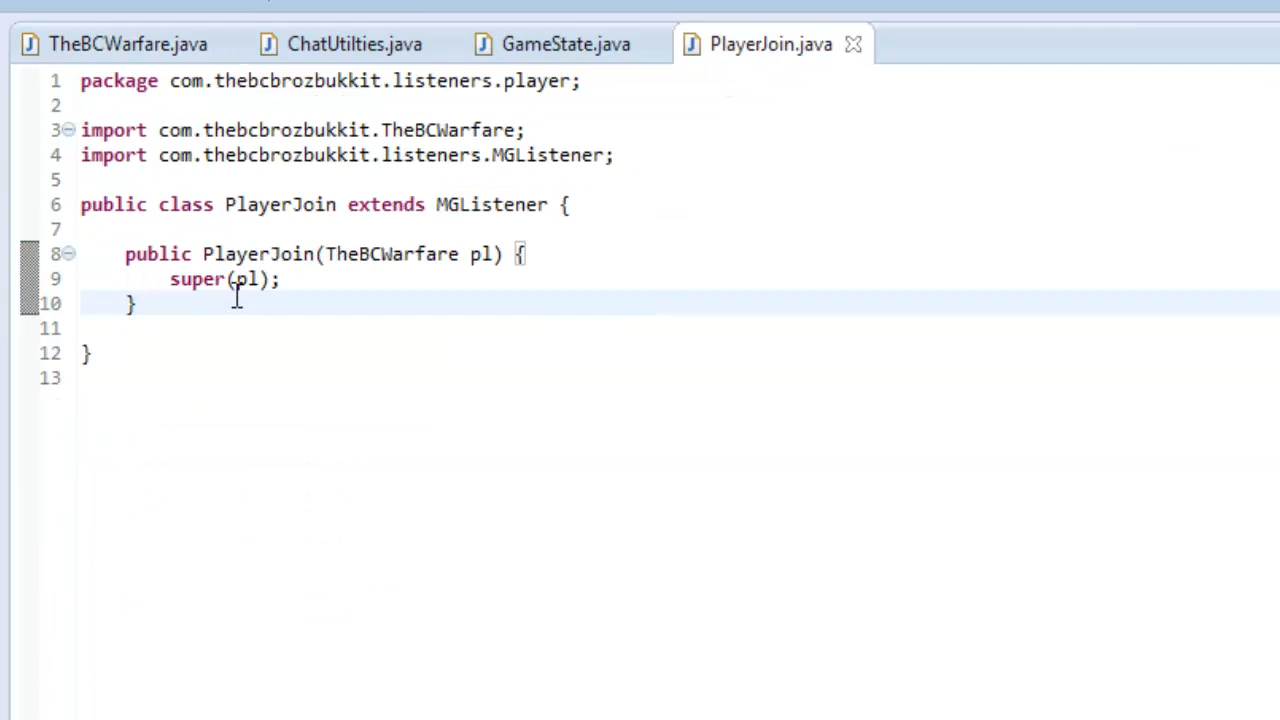 TheBCWarfare.java ChatUtilties.java GameState.java PlayerJoin.java
1 package com.thebcbrozbukkit.listeners.player;
2
3 import com.thebcbrozbukkit.TheBCWarfare;
4 import com.thebcbrozbukkit.listeners.MGListener;
5
6 public class PlayerJoin extends MGListener {
7
8 public PlayerJoin(TheBCWarfare pl) {
9 super(pl);
10 }
11
12 }
13